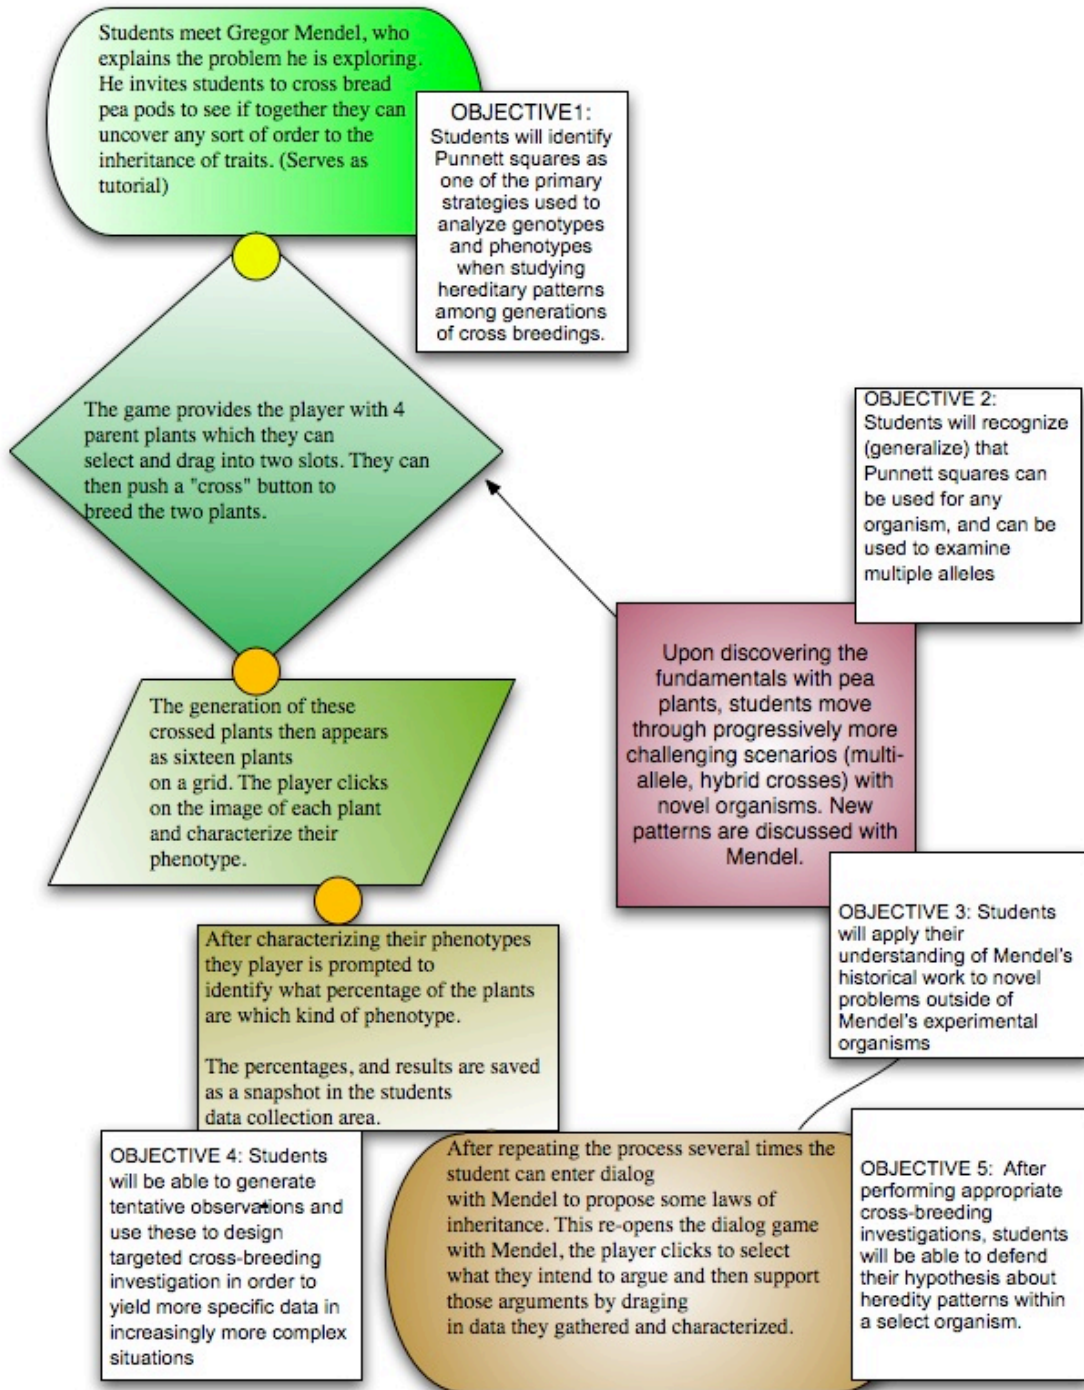 Students meet Gregor Mendel, who
explains the problem he is exploring.
He invites students to cross bread
pea pods to see if together they can
uncover any sort of order to the
inheritance of traits. (Serves as
tutorial)
OBJECTIVE1:
Students will identify
Punnett squares as
one of the primary
strategies used to
analyze genotypes
and phenotypes
when studying
hereditary patterns
among generations
of cross breedings.
The game provides the player with 4
parent plants which they can
select and drag into two slots. They can
then push a "cross" button to
breed the two plants.
OBJECTIVE 2:
Students will recognize
(generalize) that
Punnett squares can
be used for any
organism, and can be
used to examine
multiple alleles
Upon discovering the
fundamentals with pea
plants, students move
through progressively more
challenging scenarios (multi-
allele, hybrid crosses) with
novel organisms. New
patterns are discussed with
Mendel.
The generation of these
crossed plants then appears
as sixteen plants
on a grid. The player clicks
on the image of each plant
and characterize their
phenotype.
OBJECTIVE 3: Students
will apply their
understanding of Mendel's
historical work to novel
problems outside of
Mendel's experimental
organisms
After characterizing their phenotypes
they player is prompted to
identify what percentage of the plants
are which kind of phenotype.
The percentages, and results are saved
as a snapshot in the students
data collection area.
OBJECTIVE 4: Students
will be able to generate
tentative observations and
use these to design
targeted cross-breeding
investigation in order to
yield more specific data in
increasingly more complex
situations
After repeating the process several times the
student can enter dialog
with Mendel to propose some laws of
inheritance. This re-opens the dialog game
with Mendel, the player clicks to select
what they intend to argue and then support
those arguments by draging
in data they gathered and characterized.
OBJECTIVE 5: After
performing appropriate
cross-breeding
investigations, students
will be able to defend
their hypothesis about
heredity patterns within
a select organism.